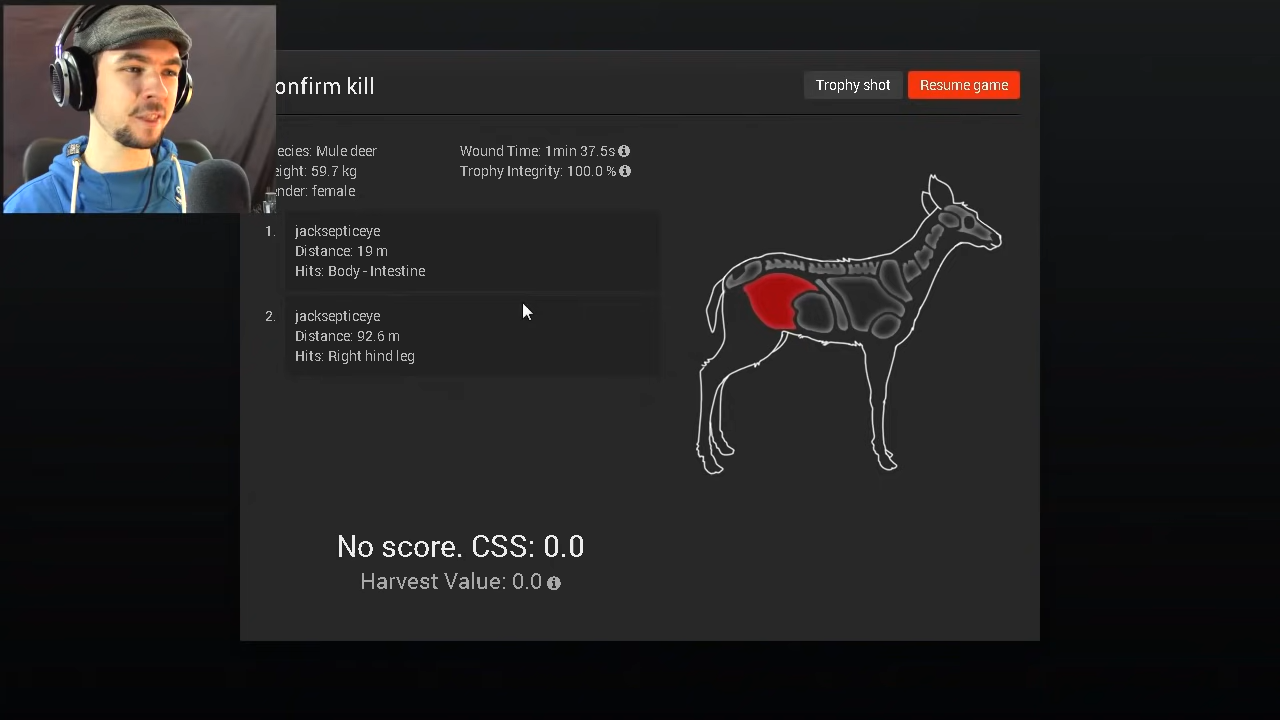 onfirm kill
Trophy shot
Resume game
ecies: Mule deer
eight: 59.7 kg
ender: female
Wound Time: 1min 37.5s
Trophy Integrity: 100.0 %
1.
jacksepticeye
Distance: 19 m
Hits: Body - Intestine
2.
jacksepticeye
Distance: 92.6 m
Hits: Right hind leg
No score. CSS: 0.0
Harvest Value: 0.0